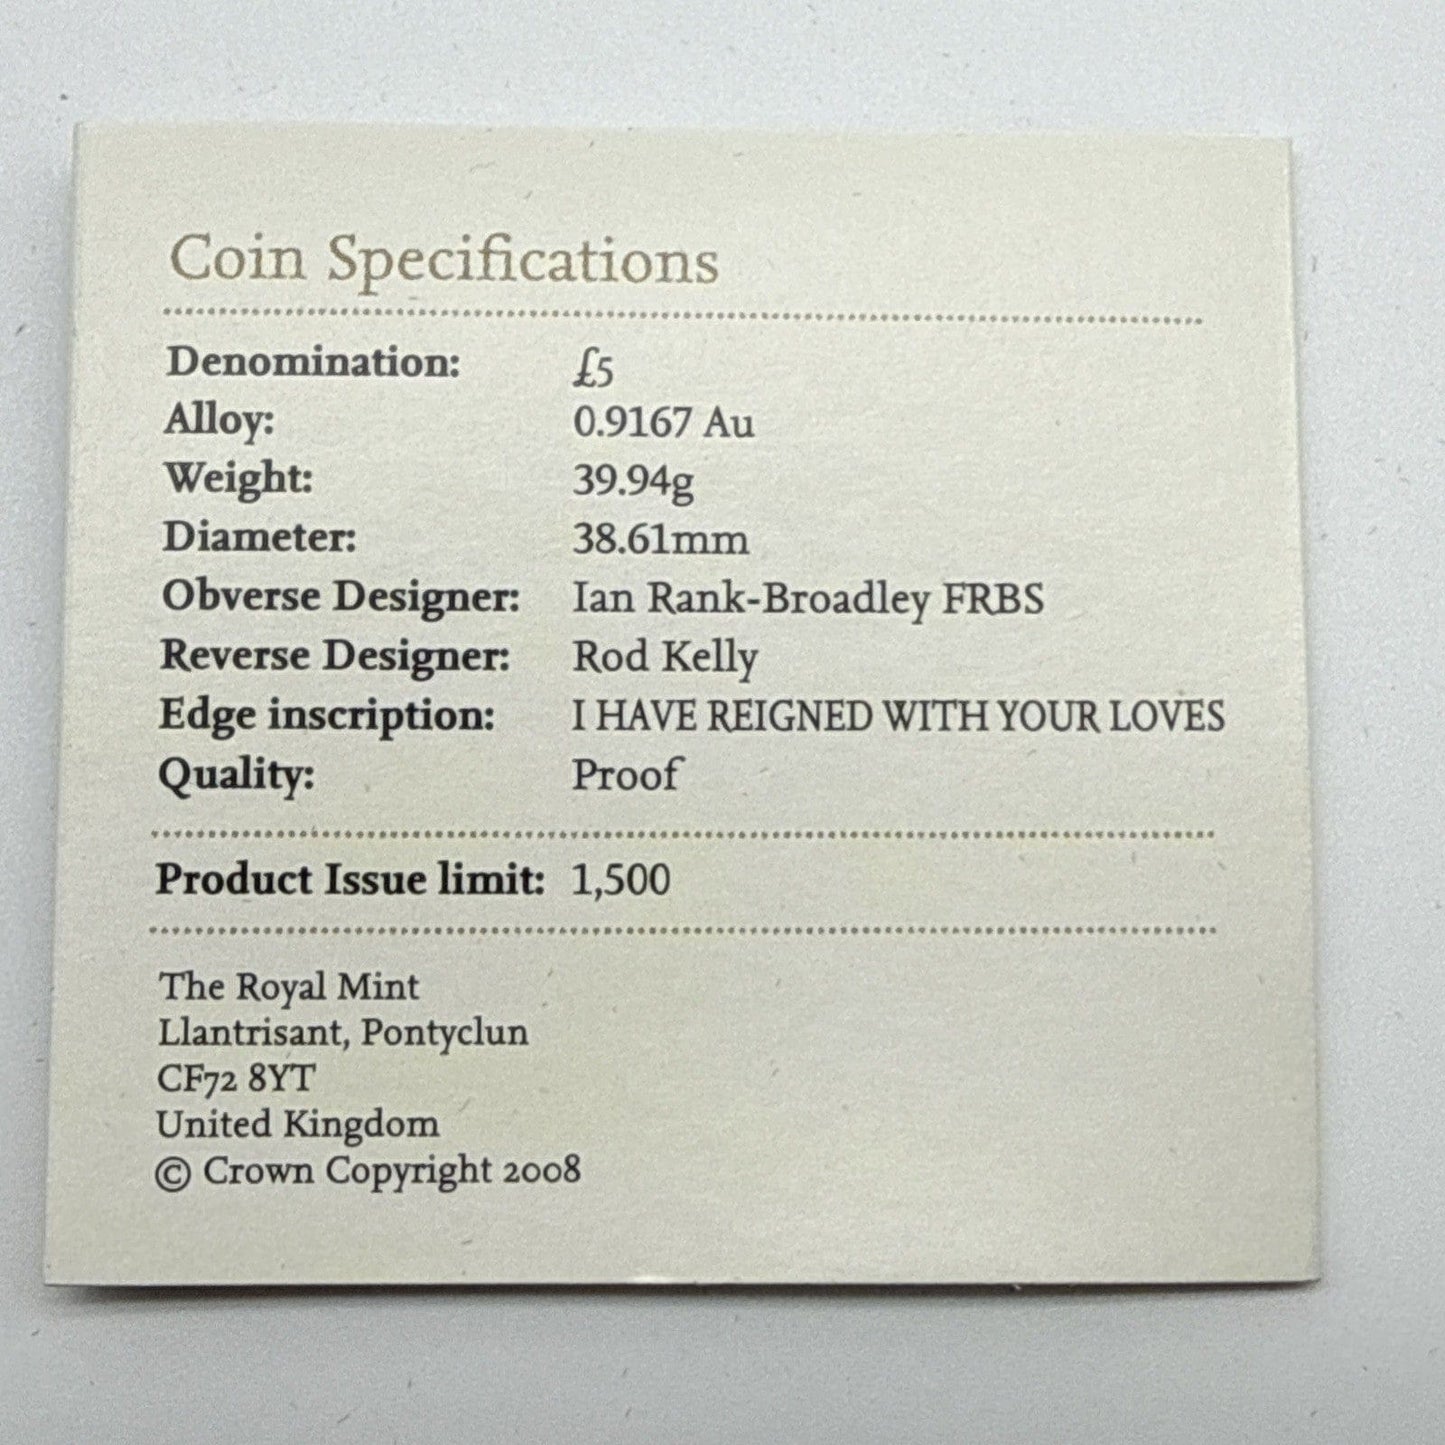 Coin Specifications
Denomination: £5
Alloy: 0.9167 Au
Weight: 39.94g
Diameter: 38.61mm
Obverse Designer: Ian Rank-Broadley FRBS
Reverse Designer: Rod Kelly
Edge inscription: I HAVE REIGNED WITH YOUR LOVES
Quality: Proof
Product Issue limit: 1,500
The Royal Mint
Llantrisant, Pontyclun
CF72 8YT
United Kingdom
© Crown Copyright 2008